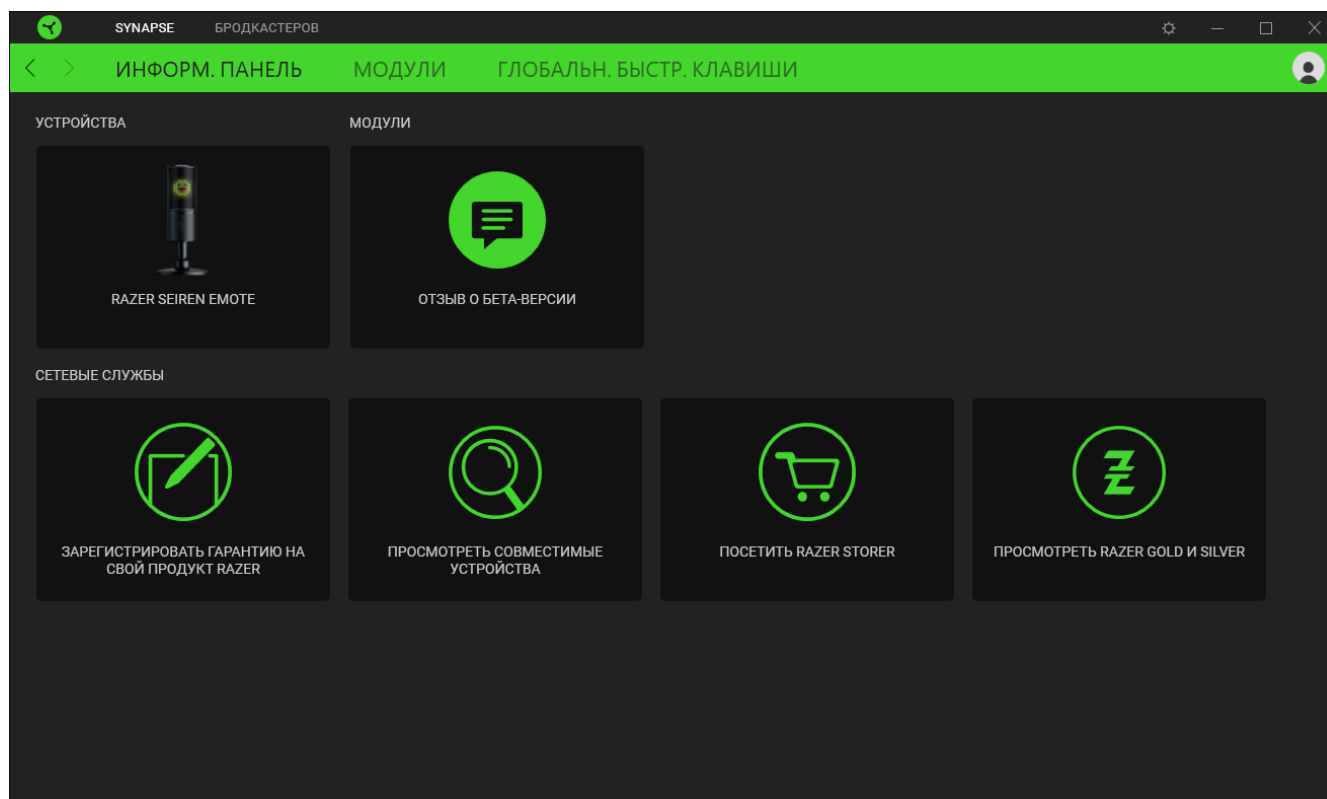 SYNAPSE БРОДКАСТЕРОВ
ИНФОРМ. ПАНЕЛЬ МОДУЛИ ГЛОБАЛЬН. БЫСТР. КЛАВИШИ
УСТРОЙСТВА МОДУЛИ
RAZER SEIREN EMOTE ОТЗЫВ О БЕТА-ВЕРСИИ
СЕТЕВЫЕ СЛУЖБЫ
ЗАРЕГИСТРИРОВАТЬ ГАРАНТИЮ НА
СВОЙ ПРОДУКТ RAZER
ПРОСМОТРЕТЬ СОВМЕСТИМЫЕ
УСТРОЙСТВА
ПОСЕТИТЬ RAZER STORER
ПРОСМОТРЕТЬ RAZER GOLD И SILVER